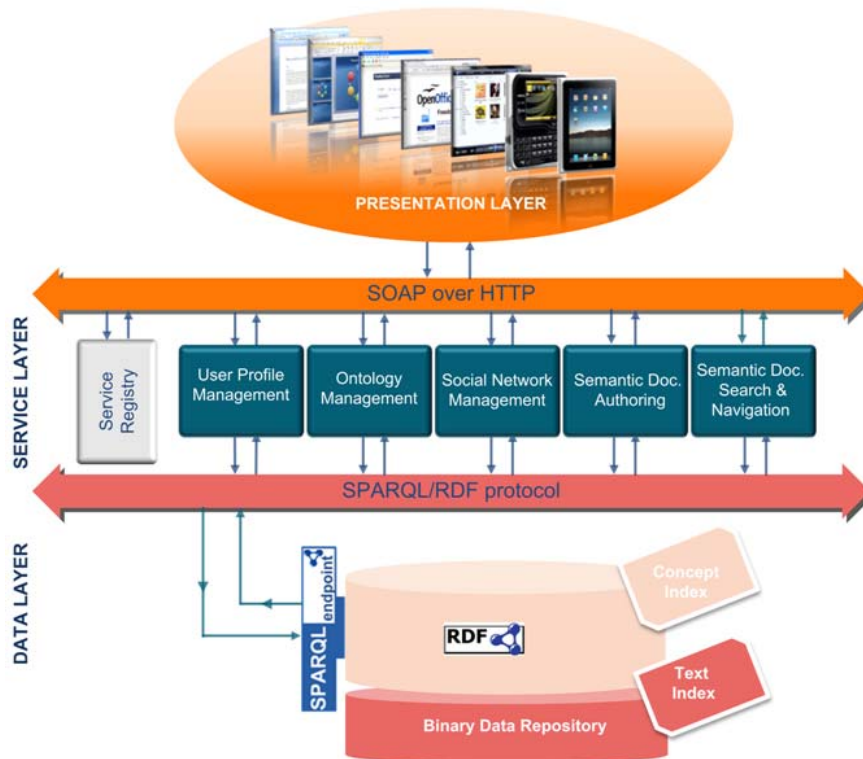 OpenOffic
PRESENTATION LAYER
SOAP over HTTP
SERVICE LAYER
Service
Registry
User Profile
Management
Ontology
Management
Social Network
Management
Semantic Doc.
Authoring
Semantic Doc.
Search &
Navigation
SPARQL/RDF protocol
DATA LAYER
SPARQL
endpoint
RDF
Concept
Index
Text
Index
Binary Data Repository